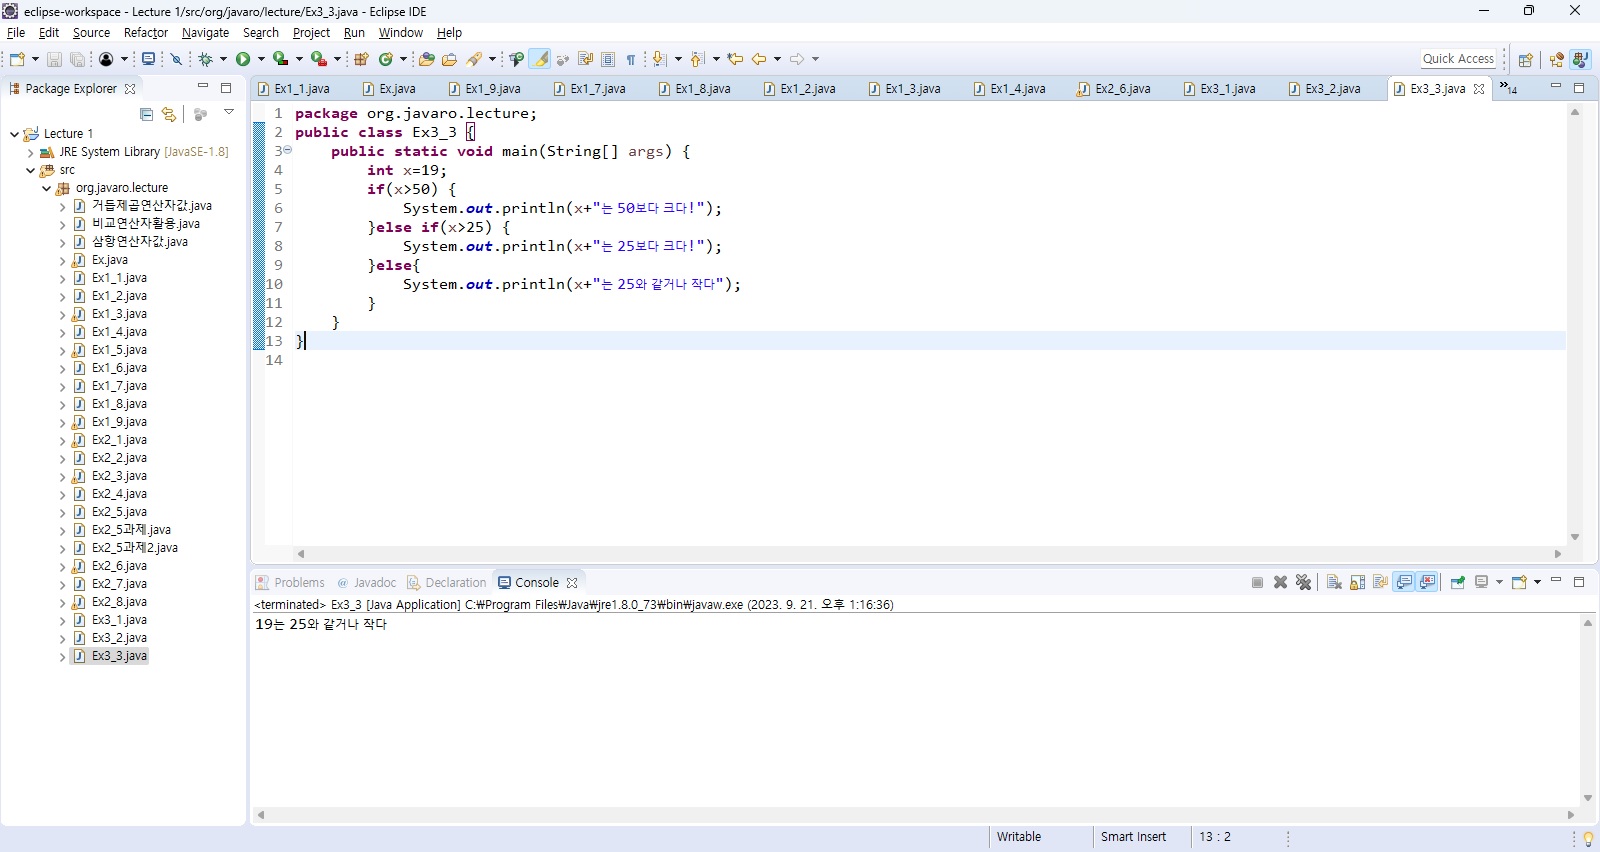 eclipse-workspace - Lecture 1/src/org/javaro/lecture/Ex3_3.java - Eclipse IDE
File Edit Source Refactor Navigate Search Project Run Window Help
Quick Access
Package Explorer
Lecture 1
JRE System Library [JavaSE-1.8]
src
org.javaro.lecture
거듭제곱연산자값.java
비교연산자활용.java
삼항연산자값.java
Ex.java
Ex1_1.java
Ex1_2.java
Ex1_3.java
Ex1_4.java
Ex1_5.java
Ex1_6.java
Ex1_7.java
Ex1_8.java
Ex1_9.java
Ex2_1.java
Ex2_2.java
Ex2_3.java
Ex2_4.java
Ex2_5.java
Ex2_5과제.java
Ex2_5과제2.java
Ex2_6.java
Ex2_7.java
Ex2_8.java
Ex3_1.java
Ex3_2.java
Ex3_3.java
Ex1_1.java Ex.java Ex1_9.java Ex1_7.java Ex1_8.java Ex1_2.java Ex1_3.java Ex1_4.java Ex2_6.java Ex3_1.java Ex3_2.java Ex3_3.java »14
1 package org.javaro.lecture;
2 public class Ex3_3 {
3 public static void main(String[] args) {
4 int x=19;
5 if(x>50) {
6 System.out.println(x+"는 50보다 크다!");
7 }else if(x>25) {
8 System.out.println(x+"는 25보다 크다!");
9 }else{
10 System.out.println(x+"는 25와 같거나 작다");
11 }
12 }
13 }
14
Problems Javadoc Declaration Console
<terminated> Ex3_3 [Java Application] C:₩Program Files₩Java₩jre1.8.0_73₩bin₩javaw.exe (2023. 9. 21. 오후 1:16:36)
19는 25와 같거나 작다
Writable Smart Insert 13 : 2